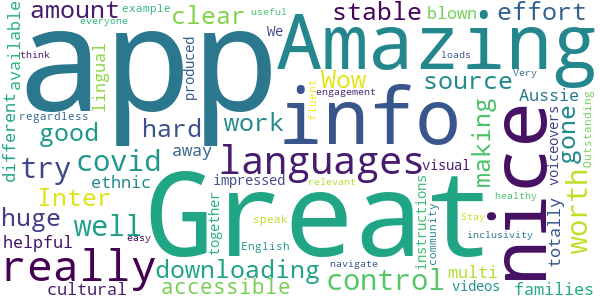 amount
example
useful
everyone
think
available
lingual
produced
clear
We
stable
blown
effort
app
Amazing
regardless
different
good
hard
Wow
info
fluent
engagement
loads
source
Very
Aussie
work
try
covid
away
languages
visual
making
gone
voiceovers
Outstanding
ethnic
impressed
relevant
healthy
nice
totally
worth
Inter
huge
well
Great
together
speak
English
instructions
community
Stay
inclusivity
helpful
easy
navigate
really
downloading
control
multi
videos
families
cultural
accessible